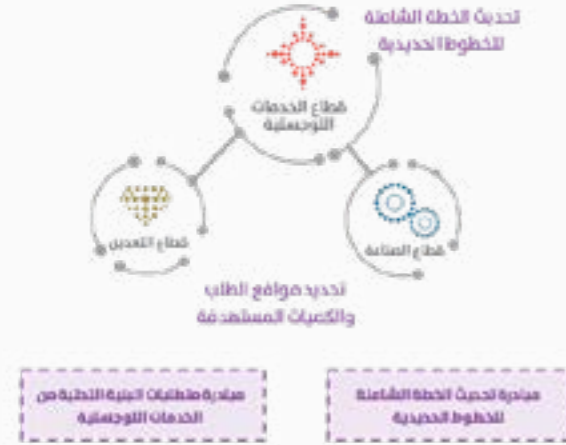 تحديث الخطة الشاملة
للخطوط الحديدية
قطاع الخدمات
اللوجستية
قطاع الصناعة
قطاع التعدين
تحديد مواقع الطلب
والكميات المستهدفة
مبادرة تحديث الخطة الشاملة
للخطوط الحديدية
مبادرة متطلبات البنية التحتية من
الخدمات اللوجستية